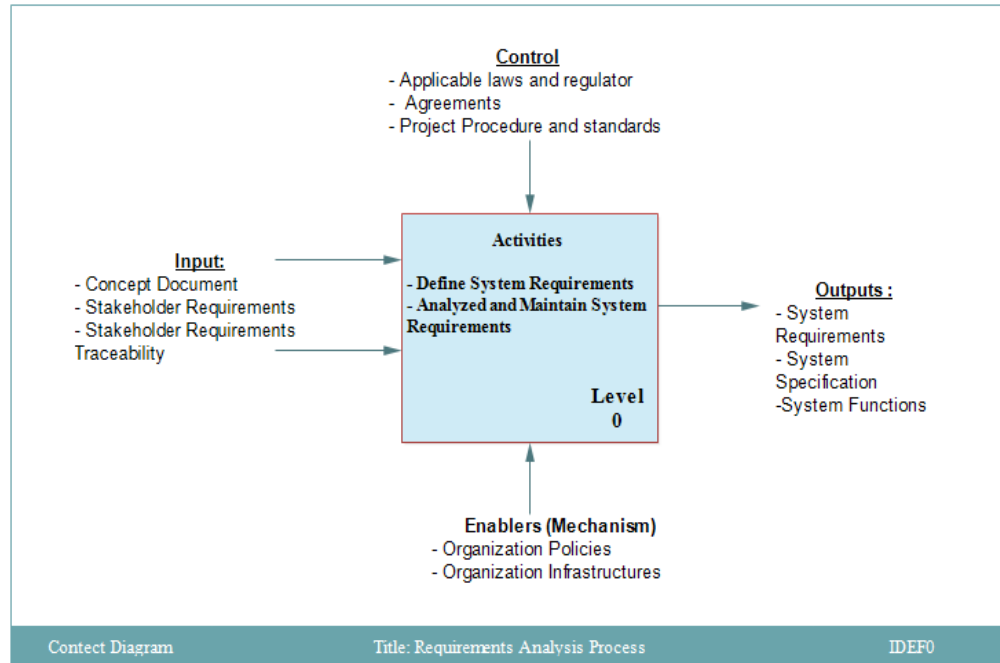 Control
- Applicable laws and regulator
- Agreements
- Project Procedure and standards
Input:
- Concept Document
- Stakeholder Requirements
- Stakeholder Requirements
Traceability
Activities
- Define System Requirements
- Analyzed and Maintain System
Requirements
Level
0
Outputs :
- System
Requirements
- System
Specification
-System Functions
Enablers (Mechanism)
- Organization Policies
- Organization Infrastructures
Contect Diagram
Title: Requirements Analysis Process
IDEF0